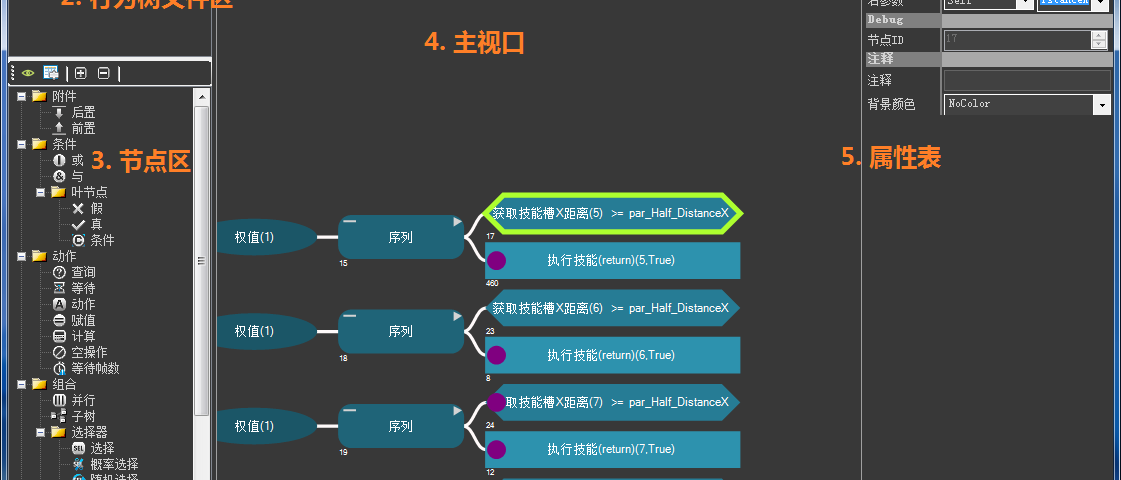 2. 行为树文件区
4. 主视口
右参数
Self
Debug
节点ID
17
注释
注释
背景颜色
NoColor
5. 属性表
附件
后置
前置
条件
或
与
叶节点
假
真
条件
动作
查询
等待
动作
赋值
计算
空操作
等待帧数
组合
并行
子树
选择器
选择
概率选择
随机选择
3. 节点区
权值(1)
序列
15
获取技能槽X距离(5) >= par_Half_DistanceX
17
执行技能(return)(5,True)
460
权值(1)
序列
18
获取技能槽X距离(6) >= par_Half_DistanceX
23
执行技能(return)(6,True)
8
权值(1)
序列
19
取技能槽X距离(7) >= par_Half_DistanceX
24
执行技能(return)(7,True)
12